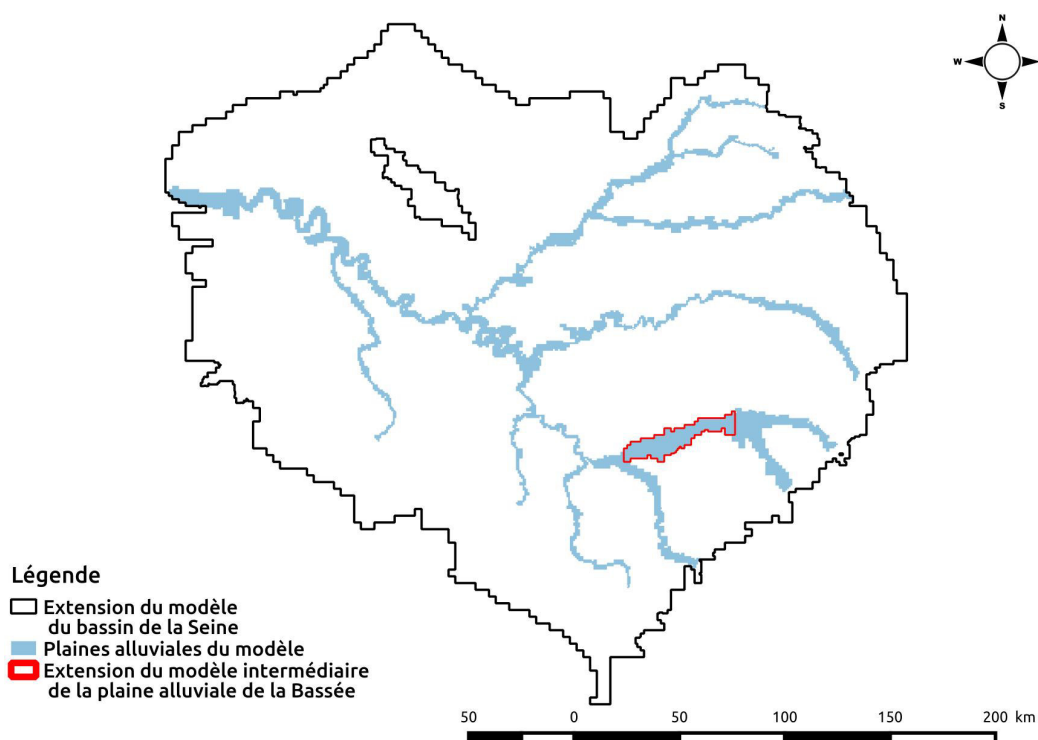 N
W
S
Légende
Extension du modèle
du bassin de la Seine
Plaines alluviales du modèle
Extension du modèle intermédiaire
de la plaine alluviale de la Bassée
50 0 50 100 150 200 km